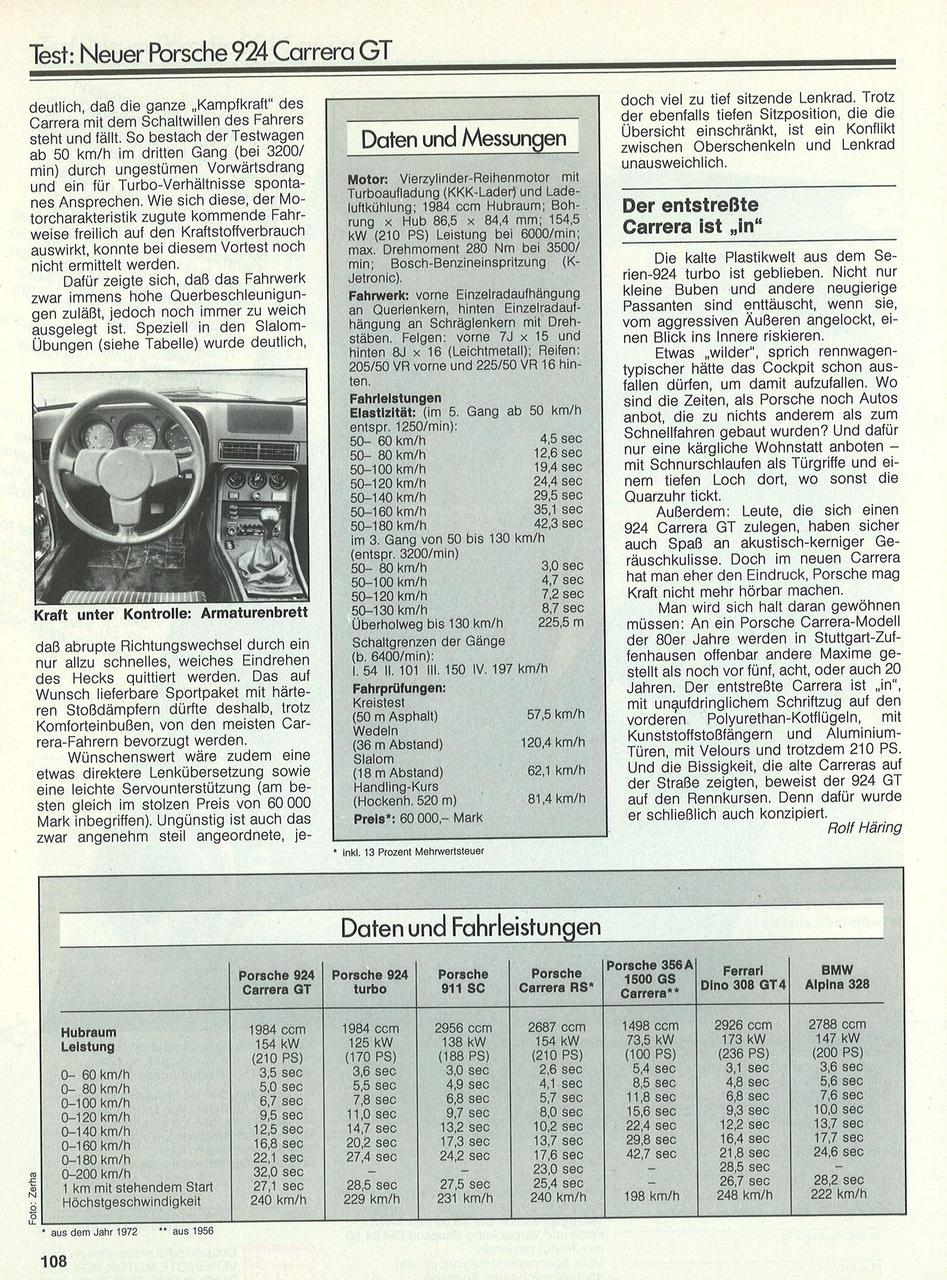 Test: Neuer Porsche 924 Carrera GT
deutlich, daß die ganze „Kampfkraft“ des
Carrera mit dem Schaltwillen des Fahrers
steht und fällt. So bestach der Testwagen
ab 50 km/h im dritten Gang (bei 3200/
min) durch ungestümen Vorwärtsdrang
und ein für Turbo-Verhältnisse sponta-
nes Ansprechen. Wie sich diese, der Mo-
torcharakteristik zugute kommende Fahr-
weise freilich auf den Kraftstoffverbrauch
auswirkt, konnte bei diesem Vortest noch
nicht ermittelt werden.
Dafür zeigte sich, daß das Fahrwerk
zwar immens hohe Querbeschleunigun-
gen zuläßt, jedoch noch immer zu weich
ausgelegt ist. Speziell in den Slalom-
Übungen (siehe Tabelle) wurde deutlich,
Kraft unter Kontrolle: Armaturenbrett
daß abrupte Richtungswechsel durch ein
nur allzu schnelles, weiches Eindrehen
des Hecks quittiert werden. Das auf
Wunsch lieferbare Sportpaket mit härte-
ren Stoßdämpfern dürfte deshalb, trotz
Komforteinbußen, von den meisten Car-
rera-Fahrern bevorzugt werden.
Wünschenswert wäre zudem eine
etwas direktere Lenkübersetzung sowie
eine leichte Servounterstützung (am be-
sten gleich im stolzen Preis von 60 000
Mark inbegriffen). Ungünstig ist auch das
zwar angenehm steil angeordnete, je-
Daten und Messungen
Motor: Vierzylinder-Reihenmotor mit
Turboaufladung (KKK-Lader) und Lade-
luftkühlung; 1984 ccm Hubraum; Boh-
rung × Hub 86,5 × 84,4 mm; 154,5
kW (210 PS) Leistung bei 6000/min;
max. Drehmoment 280 Nm bei 3500/
min; Bosch-Benzineinspritzung (K-
Jetronic).
Fahrwerk: vorne Einzelradaufhängung
an Querlenkern, hinten Einzelradauf-
hängung an Schräglenkern mit Dreh-
stäben. Felgen: vorne 7J × 15 und
hinten 8J × 16 (Leichtmetall); Reifen:
205/50 VR vorne und 225/50 VR 16 hin-
ten.
Fahrleistungen
Elastizität: (im 5. Gang ab 50 km/h
entspr. 1250/min):
50– 60 km/h 4,5 sec
50– 80 km/h 12,6 sec
50–100 km/h 19,4 sec
50–120 km/h 24,4 sec
50–140 km/h 29,5 sec
50–160 km/h 35,1 sec
50–180 km/h 42,3 sec
im 3. Gang von 50 bis 130 km/h
(entspr. 3200/min)
50– 80 km/h 3,0 sec
50–100 km/h 4,7 sec
50–120 km/h 7,2 sec
50–130 km/h 8,7 sec
Überholweg bis 130 km/h 225,5 m
Schaltgrenzen der Gänge
(b. 6400/min):
I. 54 II. 101 III. 150 IV. 197 km/h
Fahrprüfungen:
Kreistest
(50 m Asphalt) 57,5 km/h
Wedeln
(36 m Abstand) 120,4 km/h
Slalom
(18 m Abstand) 62,1 km/h
Handling-Kurs
(Hockenh. 520 m) 81,4 km/h
Preis*: 60 000,– Mark
* inkl. 13 Prozent Mehrwertsteuer
doch viel zu tief sitzende Lenkrad. Trotz
der ebenfalls tiefen Sitzposition, die die
Übersicht einschränkt, ist ein Konflikt
zwischen Oberschenkeln und Lenkrad
unausweichlich.
Der entstreßte
Carrera ist „in“
Die kalte Plastikwelt aus dem Se-
rien-924 turbo ist geblieben. Nicht nur
kleine Buben und andere neugierige
Passanten sind enttäuscht, wenn sie,
vom aggressiven Äußeren angelockt, ei-
nen Blick ins Innere riskieren.
Etwas „wilder“, sprich rennwagen-
typischer hätte das Cockpit schon aus-
fallen dürfen, um damit aufzufallen. Wo
sind die Zeiten, als Porsche noch Autos
anbot, die zu nichts anderem als zum
Schnellfahren gebaut wurden? Und dafür
nur eine kärgliche Wohnstatt anboten –
mit Schnurschlaufen als Türgriffe und ei-
nem tiefen Loch dort, wo sonst die
Quarzuhr tickt.
Außerdem: Leute, die sich einen
924 Carrera GT zulegen, haben sicher
auch Spaß an akustisch-kerniger Ge-
räuschkulisse. Doch im neuen Carrera
hat man eher den Eindruck, Porsche mag
Kraft nicht mehr hörbar machen.
Man wird sich halt daran gewöhnen
müssen: An ein Porsche Carrera-Modell
der 80er Jahre werden in Stuttgart-Zuf-
fenhausen offenbar andere Maxime ge-
stellt als noch vor fünf, acht, oder auch 20
Jahren. Der entstreßte Carrera ist „in“,
mit unaufdringlichem Schriftzug auf den
vorderen Polyurethan-Kotflügeln, mit
Kunststoffstoßfängern und Aluminium-
Türen, mit Velours und trotzdem 210 PS.
Und die Bissigkeit, die alte Carreras auf
der Straße zeigten, beweist der 924 GT
auf den Rennkursen. Denn dafür wurde
er schließlich auch konzipiert.
Rolf Häring
Daten und Fahrleistungen
Porsche 924 Carrera GT Porsche 924 turbo Porsche 911 SC Porsche Carrera RS* Porsche 356 A 1500 GS Carrera** Ferrari Dino 308 GT4 BMW Alpina 328
Hubraum 1984 ccm 1984 ccm 2956 ccm 2687 ccm 1498 ccm 2926 ccm 2788 ccm
Leistung 154 kW 125 kW 138 kW 154 kW 73,5 kW 173 kW 147 kW
(210 PS) (170 PS) (188 PS) (210 PS) (100 PS) (236 PS) (200 PS)
0– 60 km/h 3,5 sec 3,6 sec 3,0 sec 2,6 sec 5,4 sec 3,1 sec 3,6 sec
0– 80 km/h 5,0 sec 5,5 sec 4,9 sec 4,1 sec 8,5 sec 4,8 sec 5,6 sec
0–100 km/h 6,7 sec 7,8 sec 6,8 sec 5,7 sec 11,8 sec 6,8 sec 7,6 sec
0–120 km/h 9,5 sec 11,0 sec 9,7 sec 8,0 sec 15,6 sec 9,3 sec 10,0 sec
0–140 km/h 12,5 sec 14,7 sec 13,2 sec 10,2 sec 22,4 sec 12,2 sec 13,7 sec
0–160 km/h 16,8 sec 20,2 sec 17,3 sec 13,7 sec 29,8 sec 16,4 sec 17,7 sec
0–180 km/h 22,1 sec 27,4 sec 24,2 sec 17,6 sec 42,7 sec 21,8 sec 24,6 sec
0–200 km/h 32,0 sec – – 23,0 sec – 28,5 sec –
1 km mit stehendem Start 27,1 sec 28,5 sec 27,5 sec 25,4 sec – 26,7 sec 28,2 sec
Höchstgeschwindigkeit 240 km/h 229 km/h 231 km/h 240 km/h 198 km/h 248 km/h 222 km/h
Foto: Zerha
* aus dem Jahr 1972 ** aus 1956
108